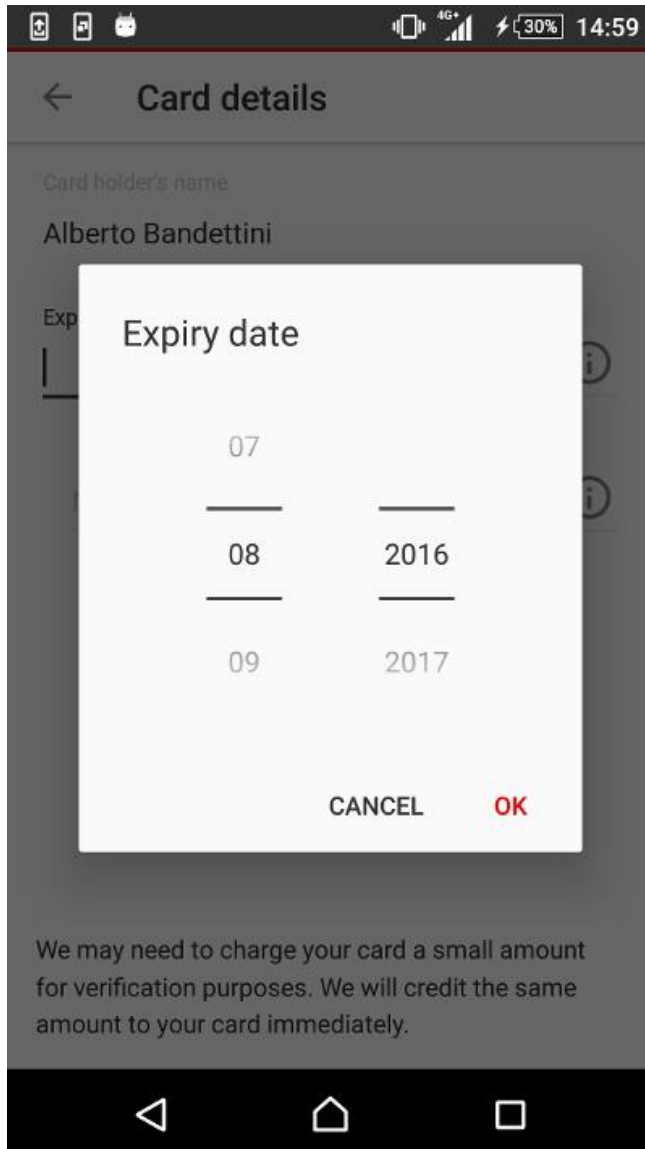 4G+
30% 14:59
Card details
Card holder's name
Alberto Bandettini
Exp
Expiry date
07
08 2016
09 2017
CANCEL OK
We may need to charge your card a small amount
for verification purposes. We will credit the same
amount to your card immediately.